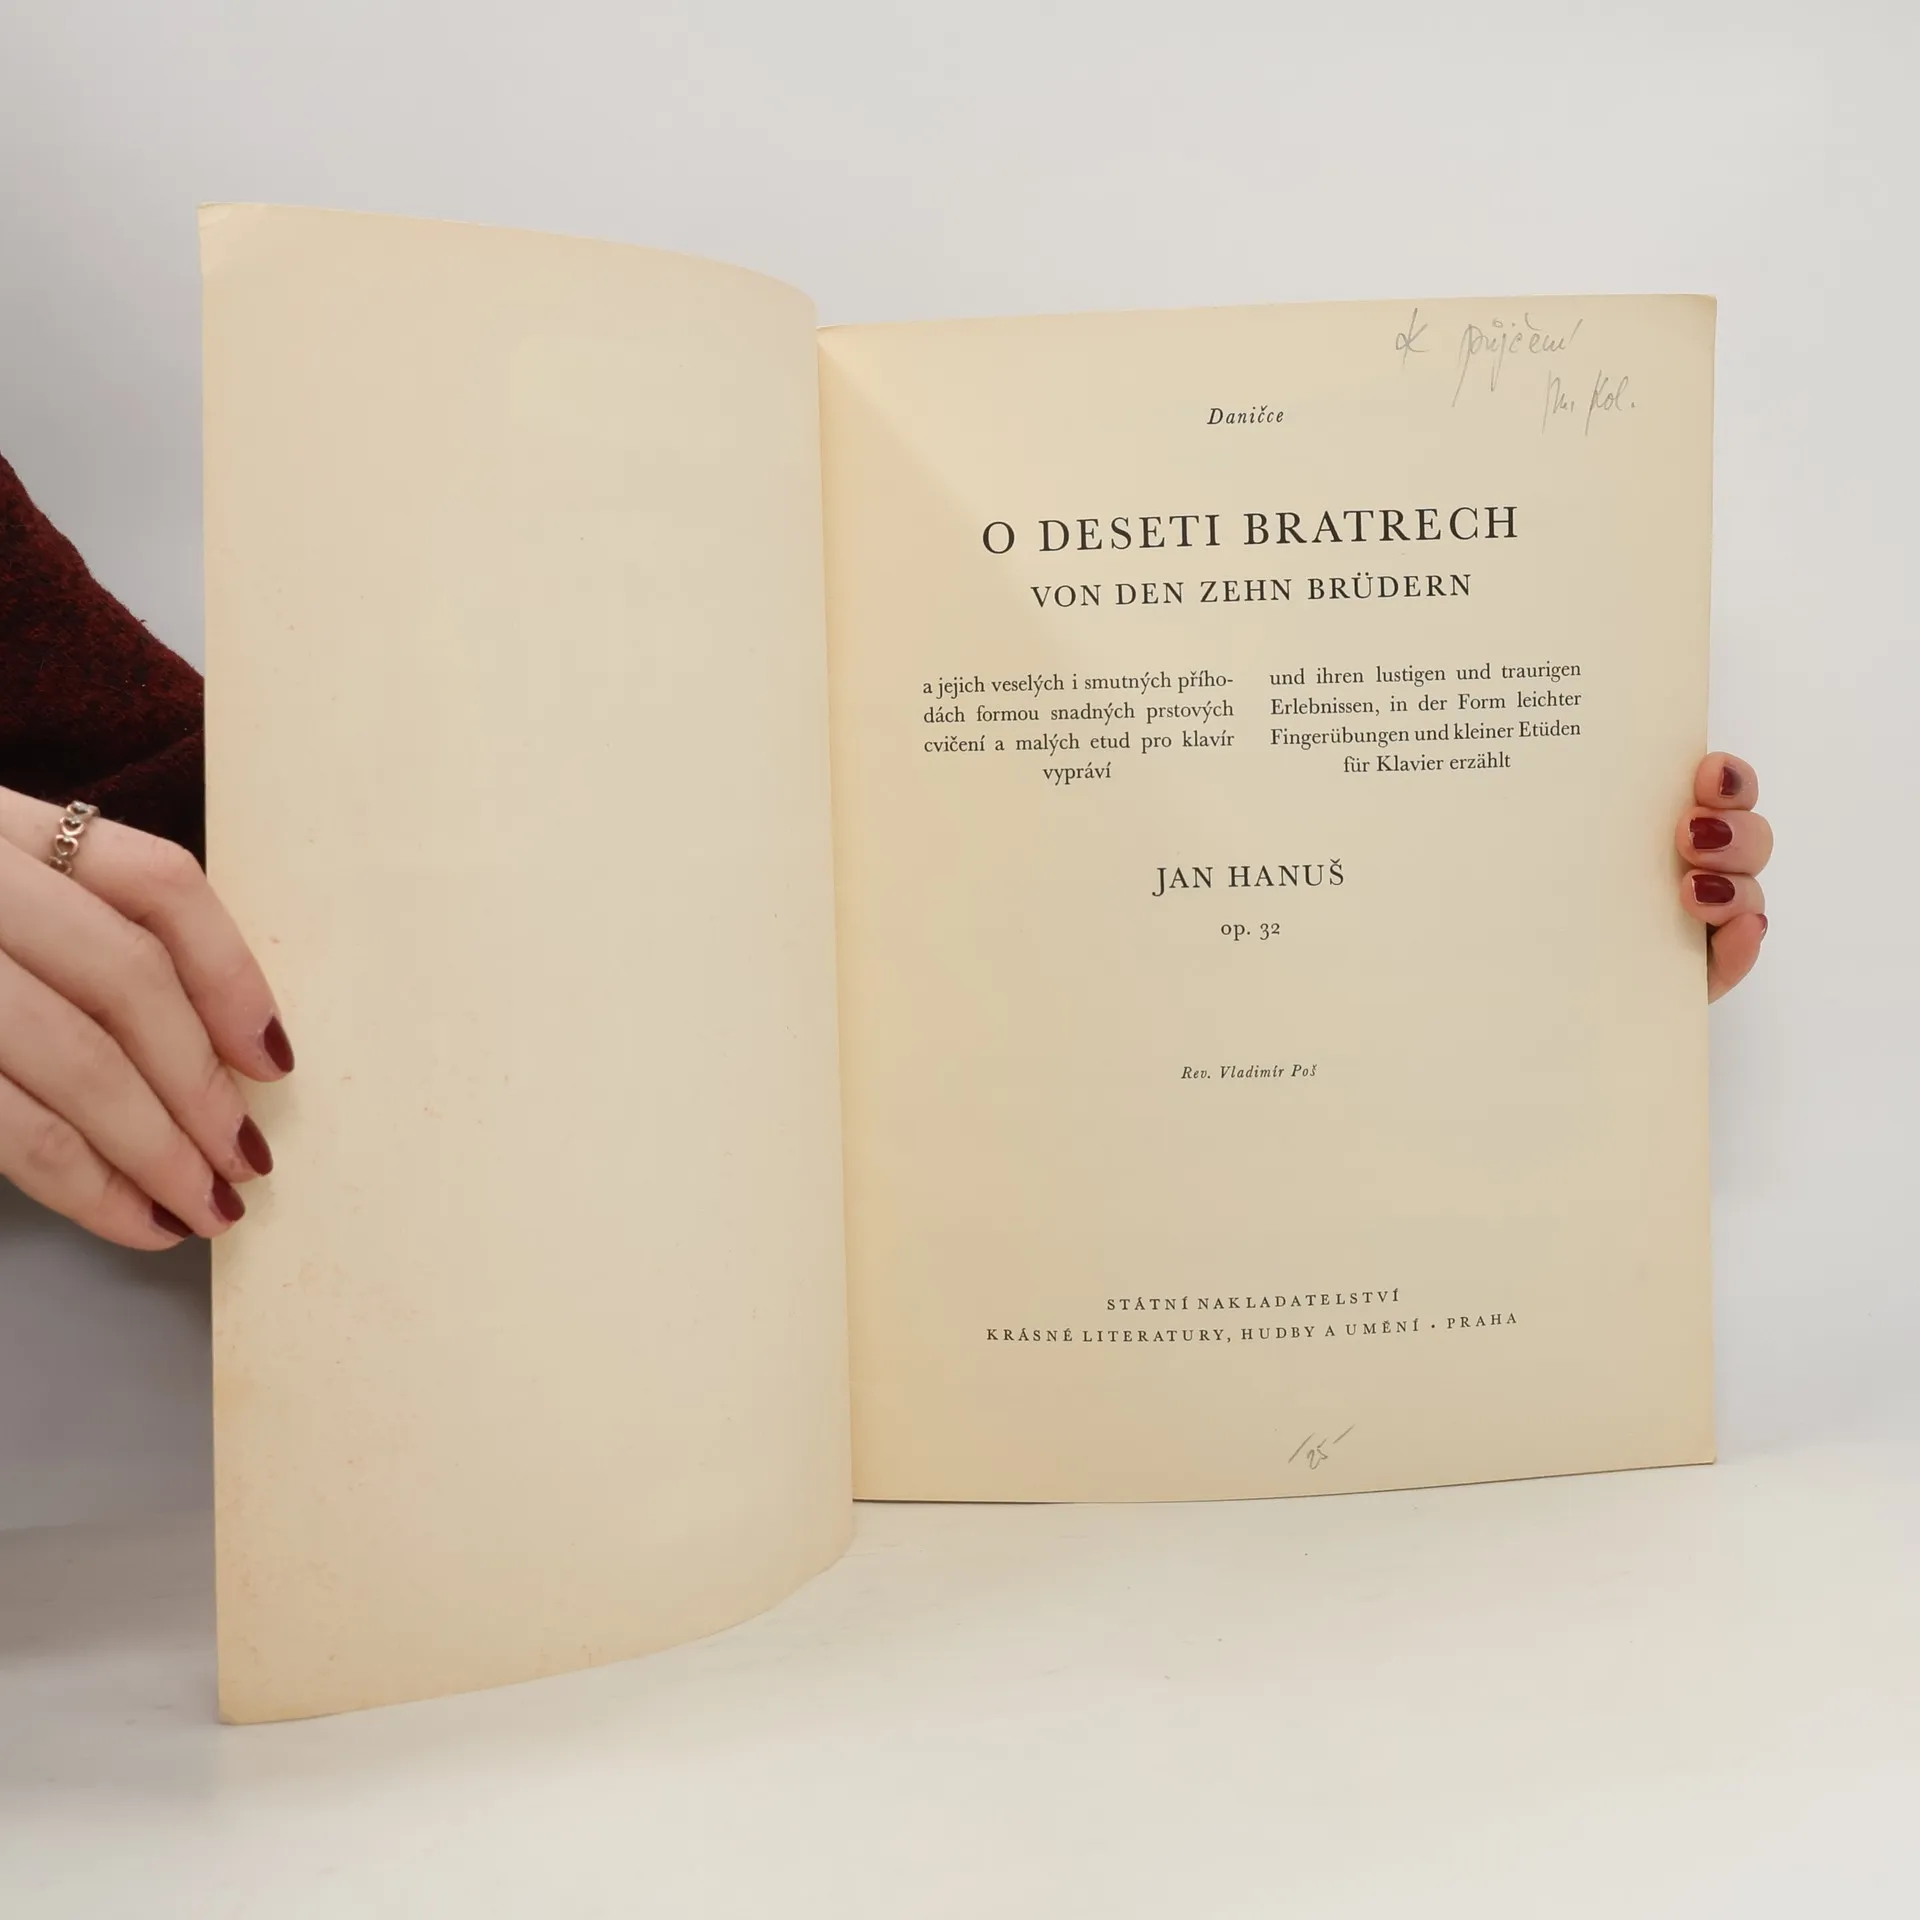 K půjčení
Kol.
Daničce
O DESETI BRATRECH
VON DEN ZEHN BRÜDERN
a jejich veselých i smutných přího-
dách formou snadných prstových
cvičení a malých etud pro klavír
vypráví
und ihren lustigen und traurigen
Erlebnissen, in der Form leichter
Fingerübungen und kleiner Etüden
für Klavier erzählt
JAN HANUŠ
op. 32
Rev. Vladimír Poš
STÁTNÍ NAKLADATELSTVÍ
KRÁSNÉ LITERATURY, HUDBY A UMĚNÍ • PRAHA
/25/